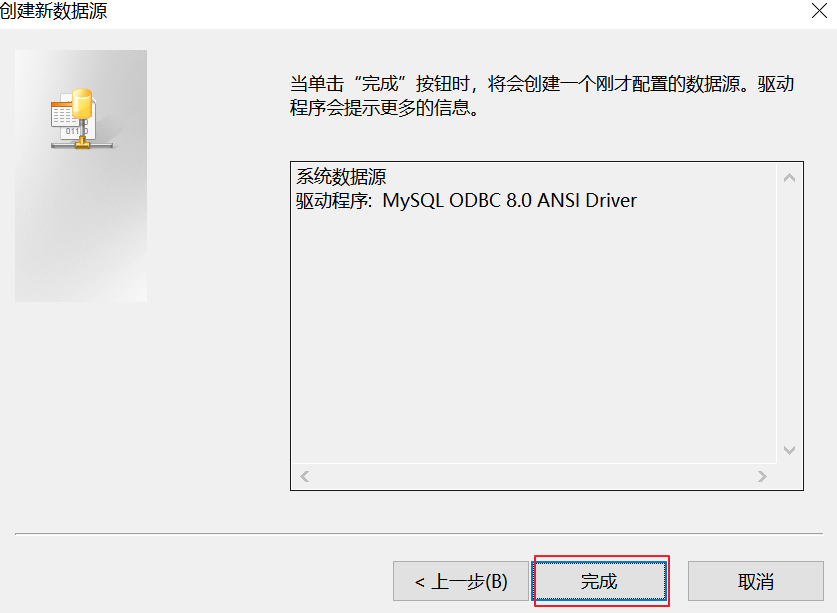 创建新数据源
当单击“完成”按钮时，将会创建一个刚才配置的数据源。驱动
程序会提示更多的信息。
系统数据源
驱动程序: MySQL ODBC 8.0 ANSI Driver
< 上一步(B)
完成
取消